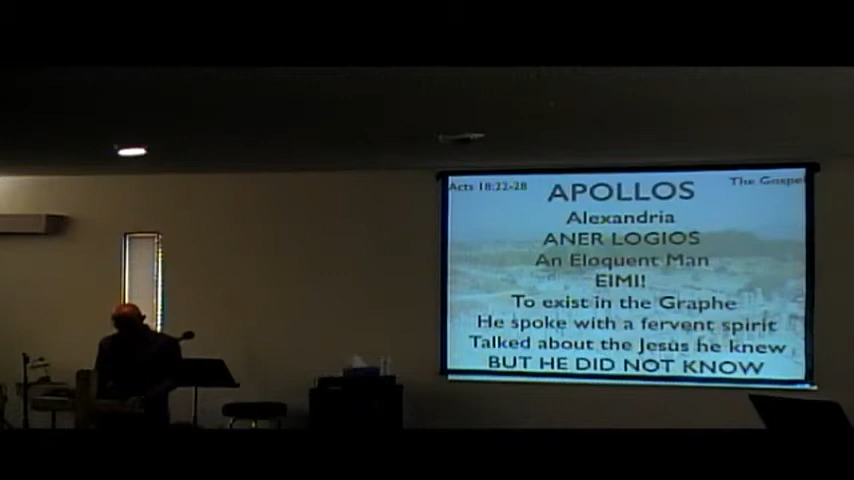 Acts 18:22-28
The Gospel
APOLLOS
Alexandria
ANER LOGIOS
An Eloquent Man
EIMI!
To exist in the Graphe
He spoke with a fervent spirit
Talked about the Jesus he knew
BUT HE DID NOT KNOW